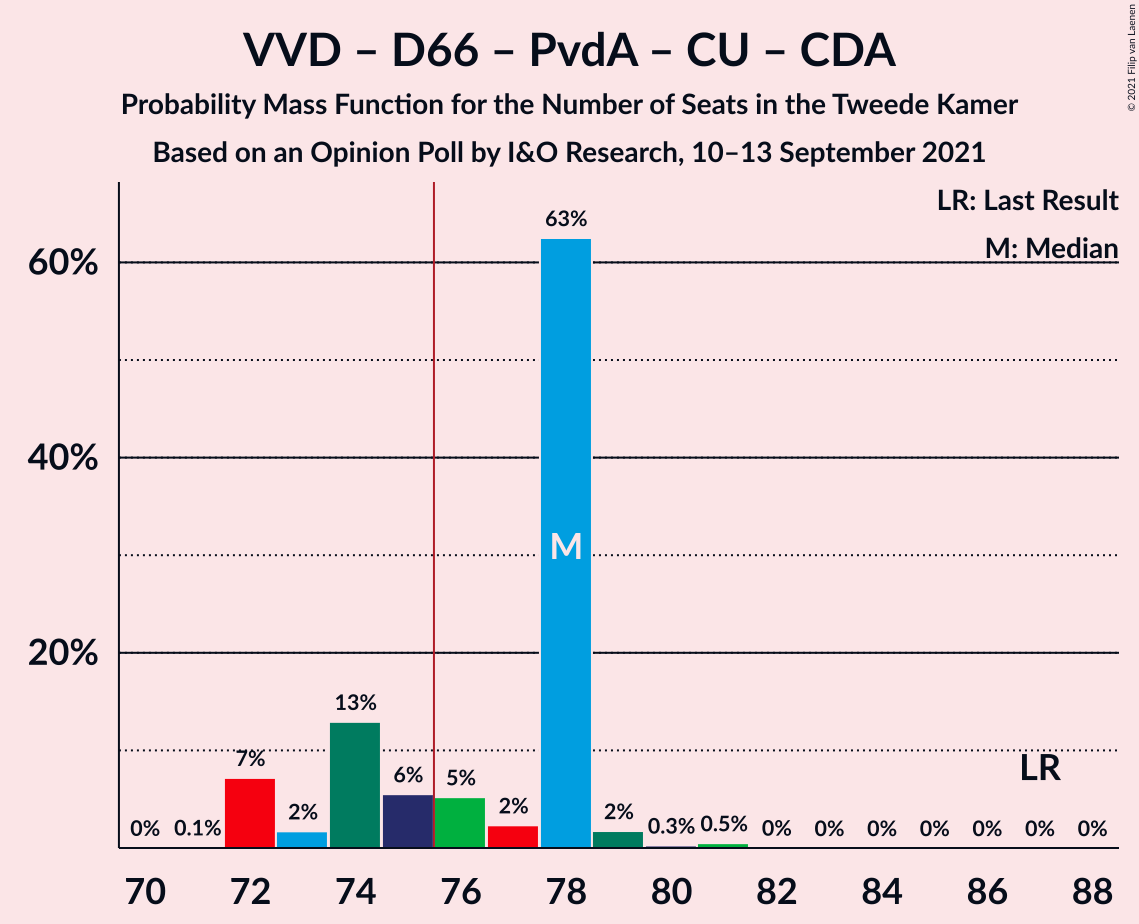 VVD – D66 – PvdA – CU – CDA
Probability Mass Function for the Number of Seats in the Tweede Kamer
Based on an Opinion Poll by I&O Research, 10–13 September 2021
© 2021 Filip van Laenen
LR: Last Result
M: Median
60%
40%
20%
0% 0.1% 7% 2% 13% 6% 5% 2% 63% 2% 0.3% 0.5% 0% 0% 0% 0% 0% 0% 0%
M
LR
70 72 74 76 78 80 82 84 86 88